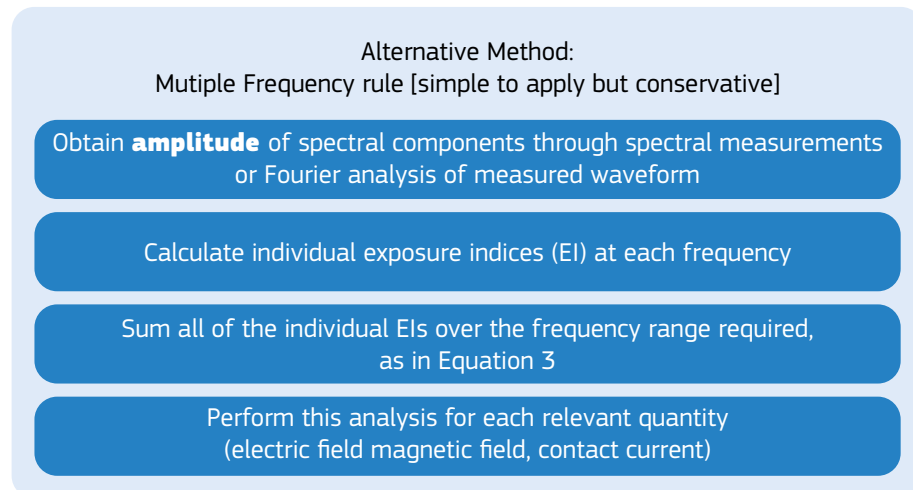 Alternative Method:
Mutiple Frequency rule [simple to apply but conservative]
Obtain amplitude of spectral components through spectral measurements
or Fourier analysis of measured waveform
Calculate individual exposure indices (EI) at each frequency
Sum all of the individual EIs over the frequency range required,
as in Equation 3
Perform this analysis for each relevant quantity
(electric field magnetic field, contact current)